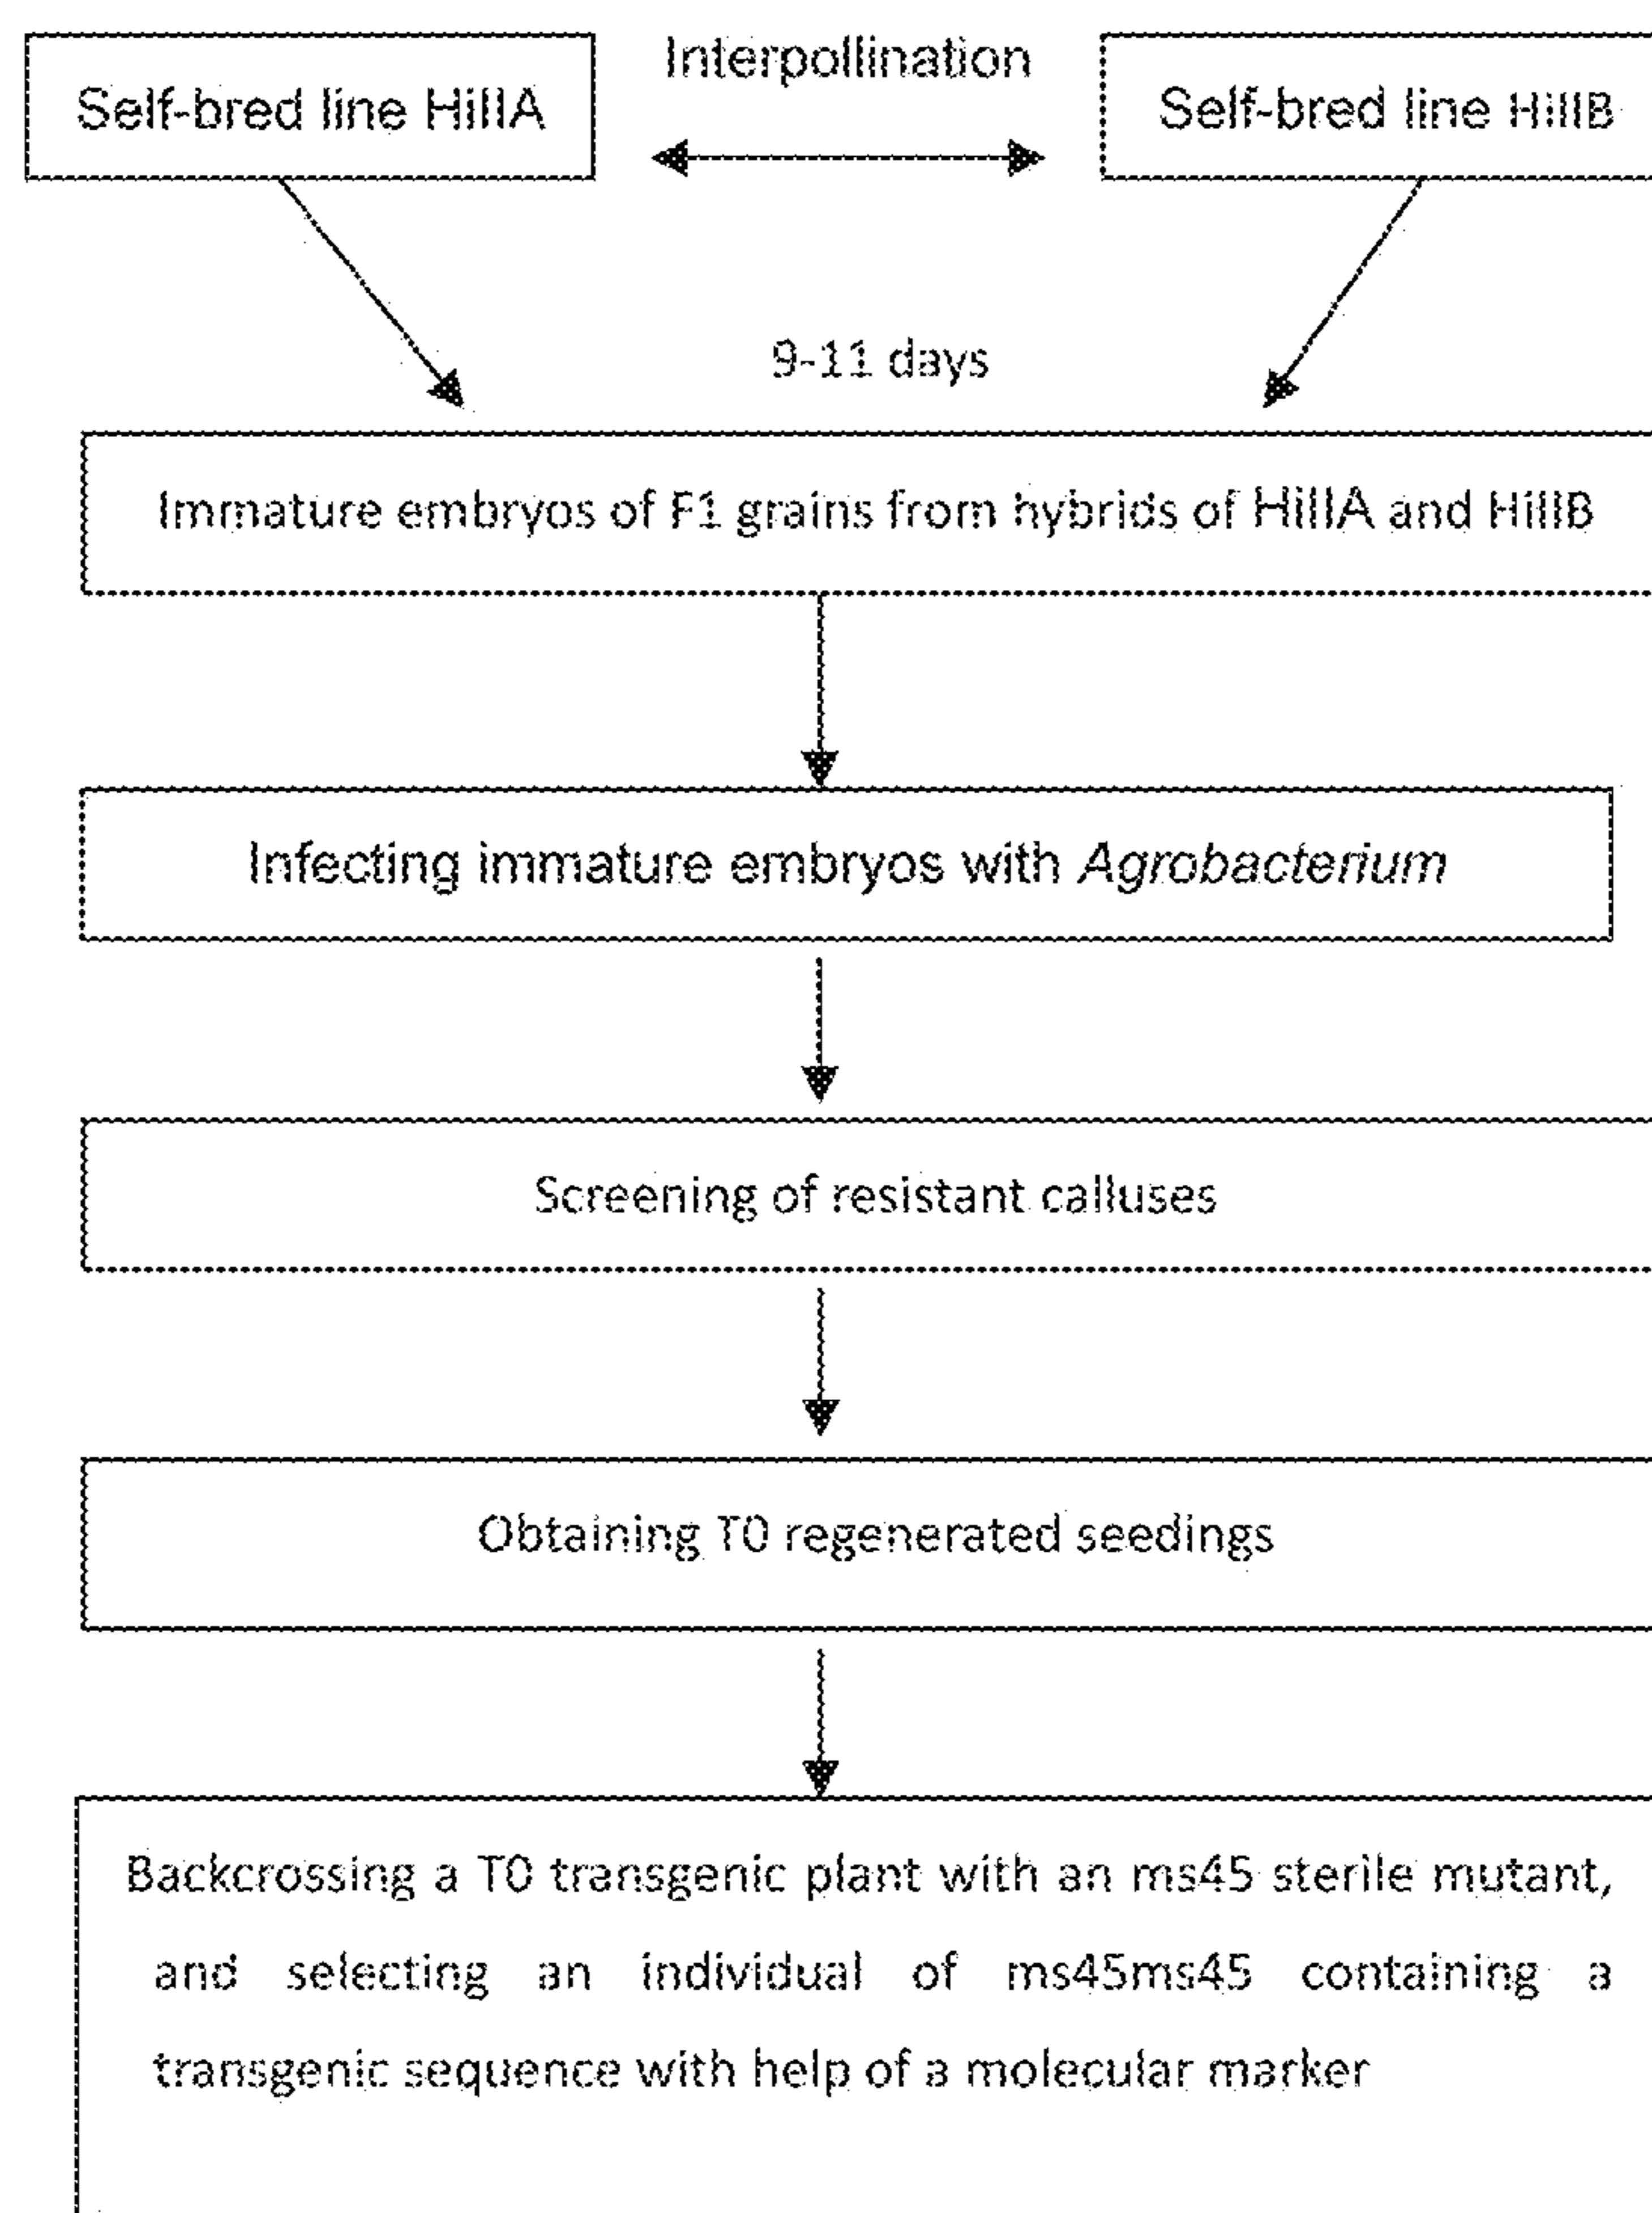 Self-bred line HiIIA
Interpollination
Self-bred line HiIIB
9-11 days
Immature embryos of F1 grains from hybrids of HiIIA and HiIIB
Infecting immature embryos with Agrobacterium
Screening of resistant calluses
Obtaining T0 regenerated seedings
Backcrossing a T0 transgenic plant with an ms45 sterile mutant,
and selecting an individual of ms45ms45 containing a
transgenic sequence with help of a molecular marker